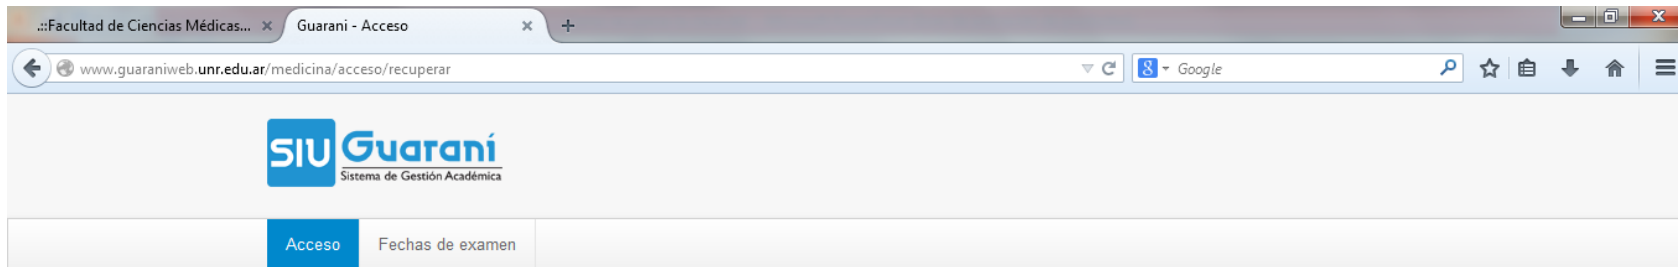 .::Facultad de Ciencias Médicas...
Guarani - Acceso
www.guaraniweb.unr.edu.ar/medicina/acceso/recuperar
8
Google
SIU Guaraní
Sistema de Gestión Académica
Acceso
Fechas de examen